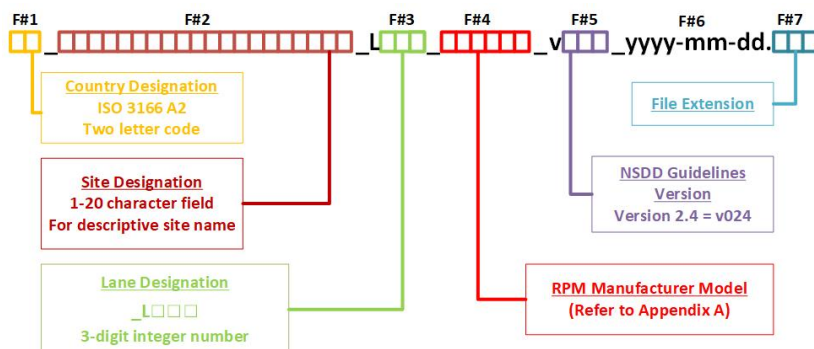 F#1 F#2 F#3 F#4 F#5 F#6 F#7
□□_□□□□□□□□□□□□□□□□□□□□_L□□□_□□□□□□_v□□□_yyyy-mm-dd.□□□
Country Designation
ISO 3166 A2
Two letter code
File Extension
Site Designation
1-20 character field
For descriptive site name
NSDD Guidelines
Version
Version 2.4 = v024
Lane Designation
_L□□□
3-digit integer number
RPM Manufacturer Model
(Refer to Appendix A)